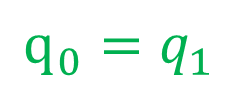 q₀ = q₁